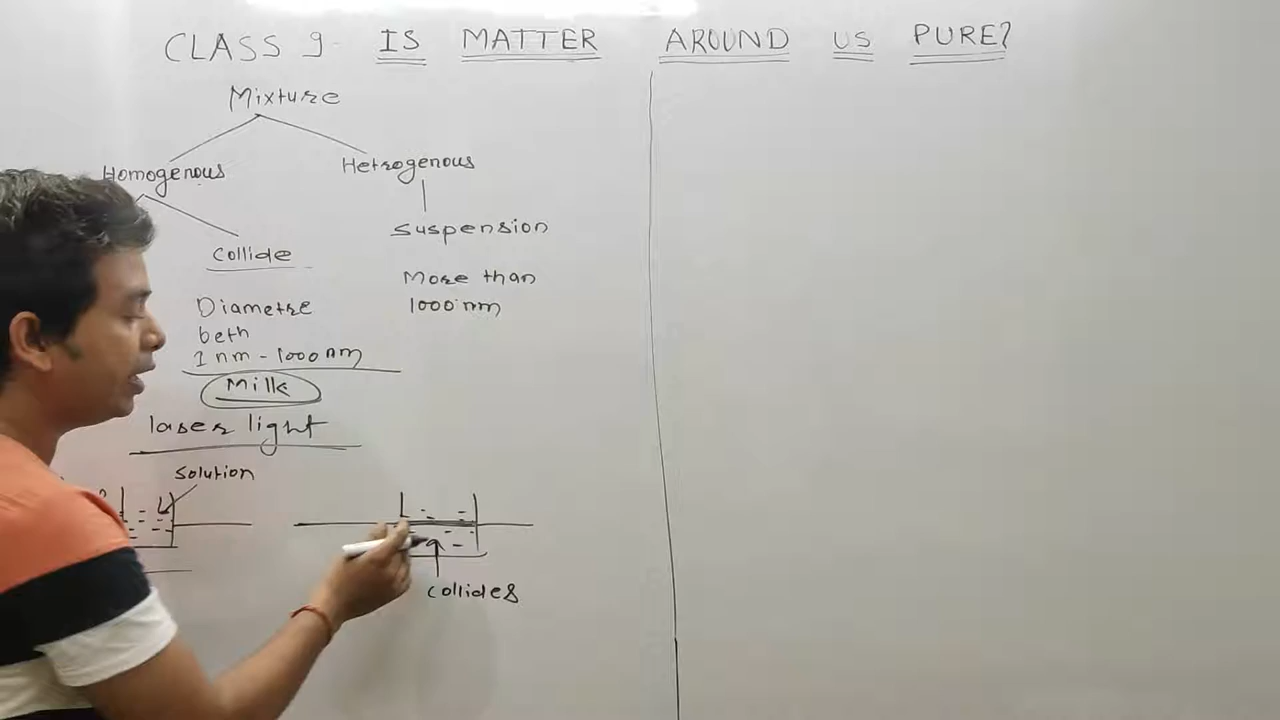 CLASS 9 IS MATTER AROUND US PURE?
Mixture
Homogenous
Hetrogenous
Collide
Suspension
Diametre
beth
1 nm - 1000 nm
More than
1000 nm
Milk
laser light
Solution
Collides